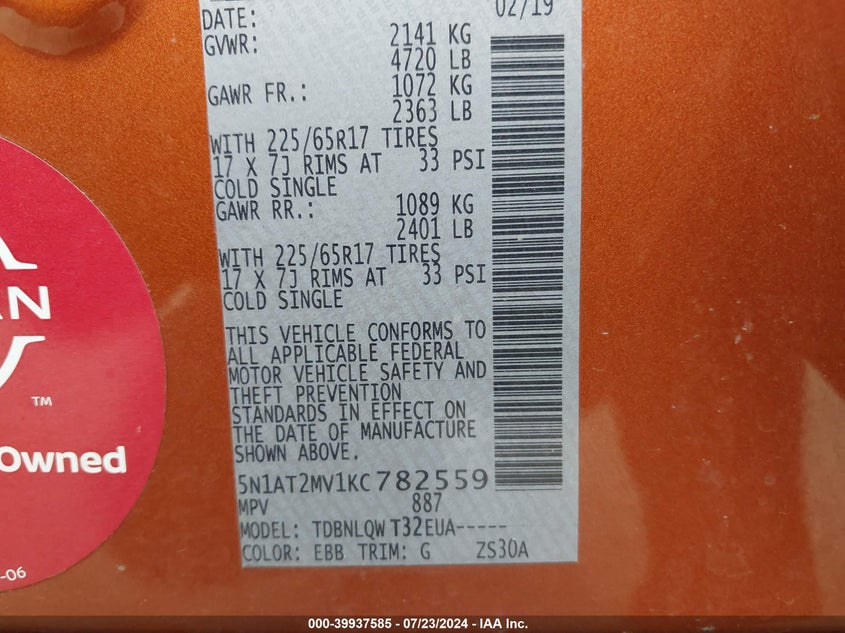 DATE: 02/19
GVWR: 2141 KG
4720 LB
GAWR FR.: 1072 KG
2363 LB
WITH 225/65R17 TIRES
17 X 7J RIMS AT 33 PSI
COLD SINGLE
GAWR RR.: 1089 KG
2401 LB
WITH 225/65R17 TIRES
17 X 7J RIMS AT 33 PSI
COLD SINGLE
THIS VEHICLE CONFORMS TO
ALL APPLICABLE FEDERAL
MOTOR VEHICLE SAFETY AND
THEFT PREVENTION
STANDARDS IN EFFECT ON
THE DATE OF MANUFACTURE
SHOWN ABOVE.
5N1AT2MV1KC782559
MPV 887
MODEL: TDBNLQW T32EUA-----
COLOR: EBB TRIM: G ZS30A
TM
Owned
-06
000-39937585 - 07/23/2024 - IAA Inc.